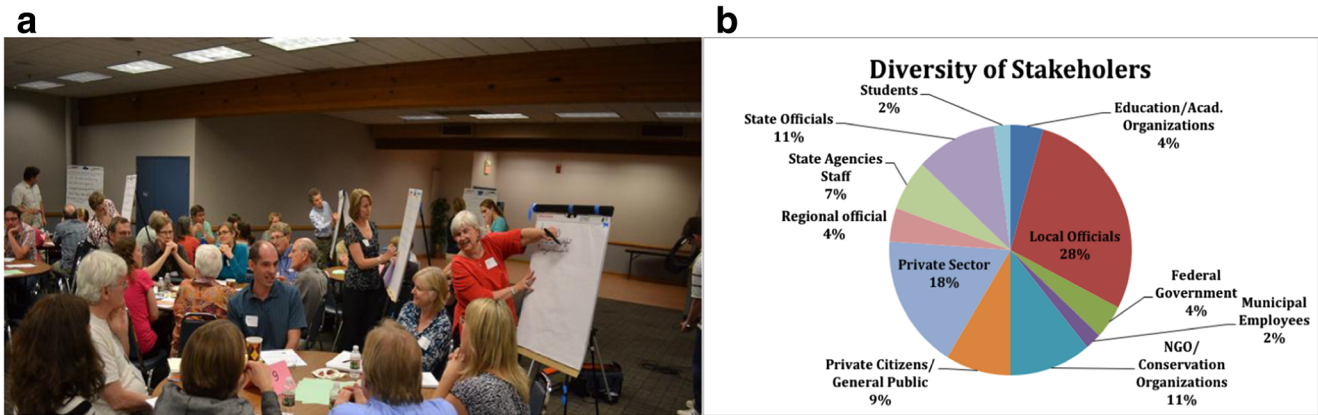 a
b
Diversity of Stakeholers
Students
2%
Education/Acad.
Organizations
4%
State Officials
11%
State Agencies
Staff
7%
Regional official
4%
Local Officials
28%
Private Sector
18%
Federal
Government
4%
Municipal
Employees
2%
NGO/
Conservation
Organizations
11%
Private Citizens/
General Public
9%
9